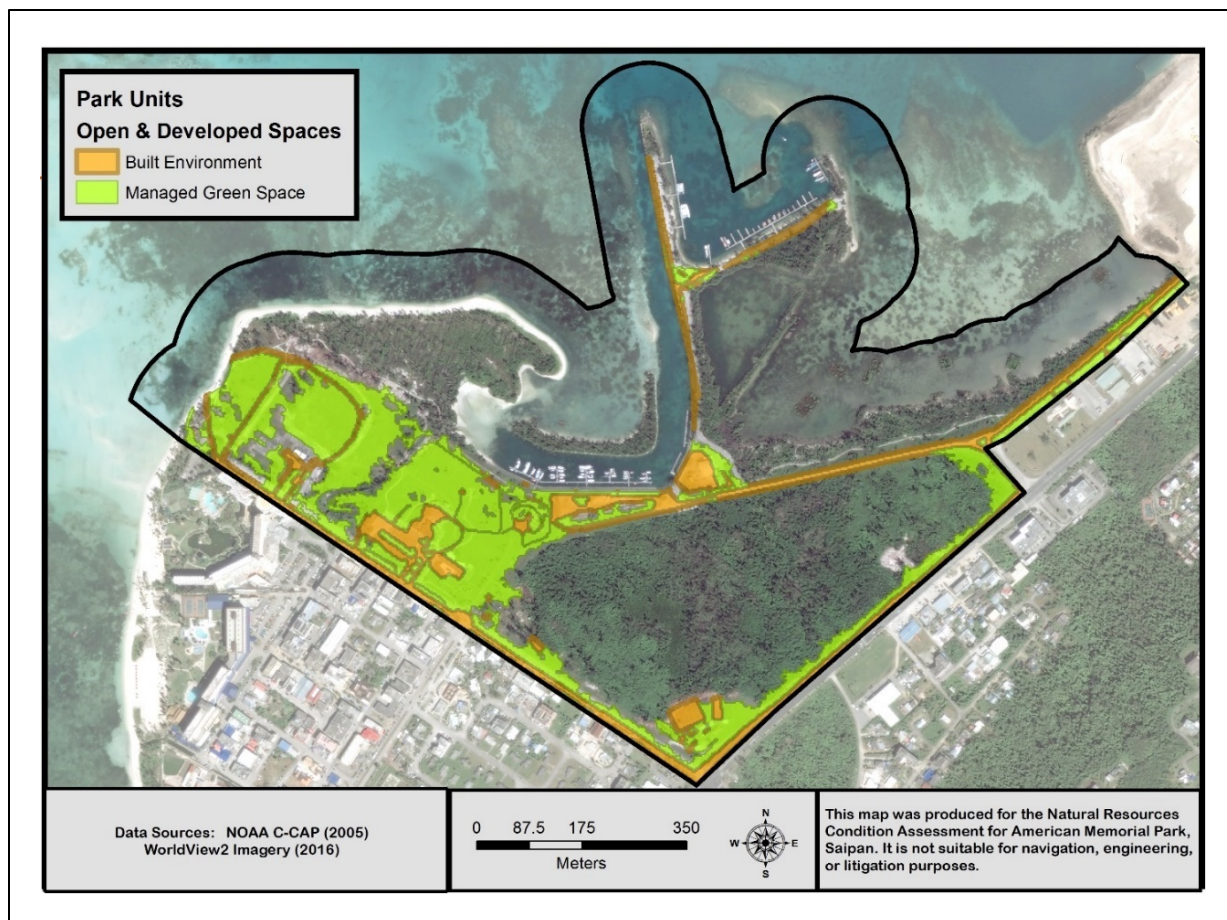 Park Units
Open & Developed Spaces
Built Environment
Managed Green Space
Data Sources: NOAA C-CAP (2005)
WorldView2 Imagery (2016)
0 87.5 175 350
Meters
N
W E
S
This map was produced for the Natural Resources
Condition Assessment for American Memorial Park,
Saipan. It is not suitable for navigation, engineering,
or litigation purposes.